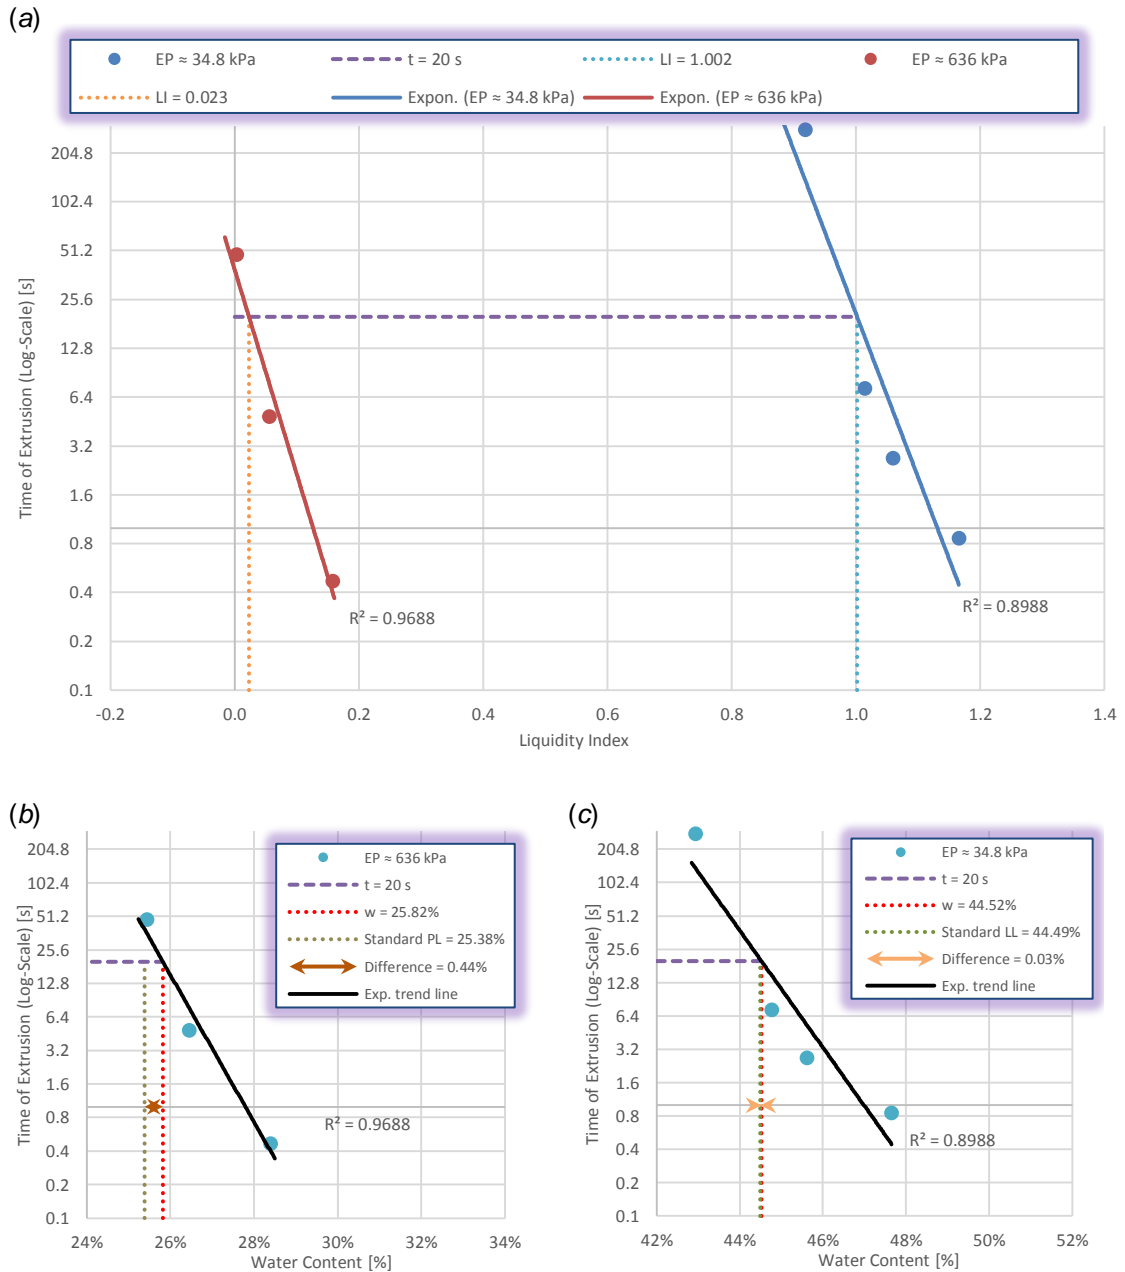 (a)
EP ≈ 34.8 kPa t = 20 s LI = 1.002 EP ≈ 636 kPa
LI = 0.023 Expon. (EP ≈ 34.8 kPa) Expon. (EP ≈ 636 kPa)
204.8
102.4
51.2
25.6
12.8
6.4
3.2
1.6
0.8
0.4
0.2
0.1
Time of Extrusion (Log-Scale) [s]
R² = 0.9688
R² = 0.8988
-0.2 0.0 0.2 0.4 0.6 0.8 1.0 1.2 1.4
Liquidity Index
(b)
204.8
102.4
51.2
25.6
12.8
6.4
3.2
1.6
0.8
0.4
0.2
0.1
Time of Extrusion (Log-Scale) [s]
EP ≈ 636 kPa
t = 20 s
w = 25.82%
Standard PL = 25.38%
Difference = 0.44%
Exp. trend line
R² = 0.9688
24% 26% 28% 30% 32% 34%
Water Content [%]
(c)
204.8
102.4
51.2
25.6
12.8
6.4
3.2
1.6
0.8
0.4
0.2
0.1
Time of Extrusion (Log-Scale) [s]
EP ≈ 34.8 kPa
t = 20 s
w = 44.52%
Standard LL = 44.49%
Difference = 0.03%
Exp. trend line
R² = 0.8988
42% 44% 46% 48% 50% 52%
Water Content [%]